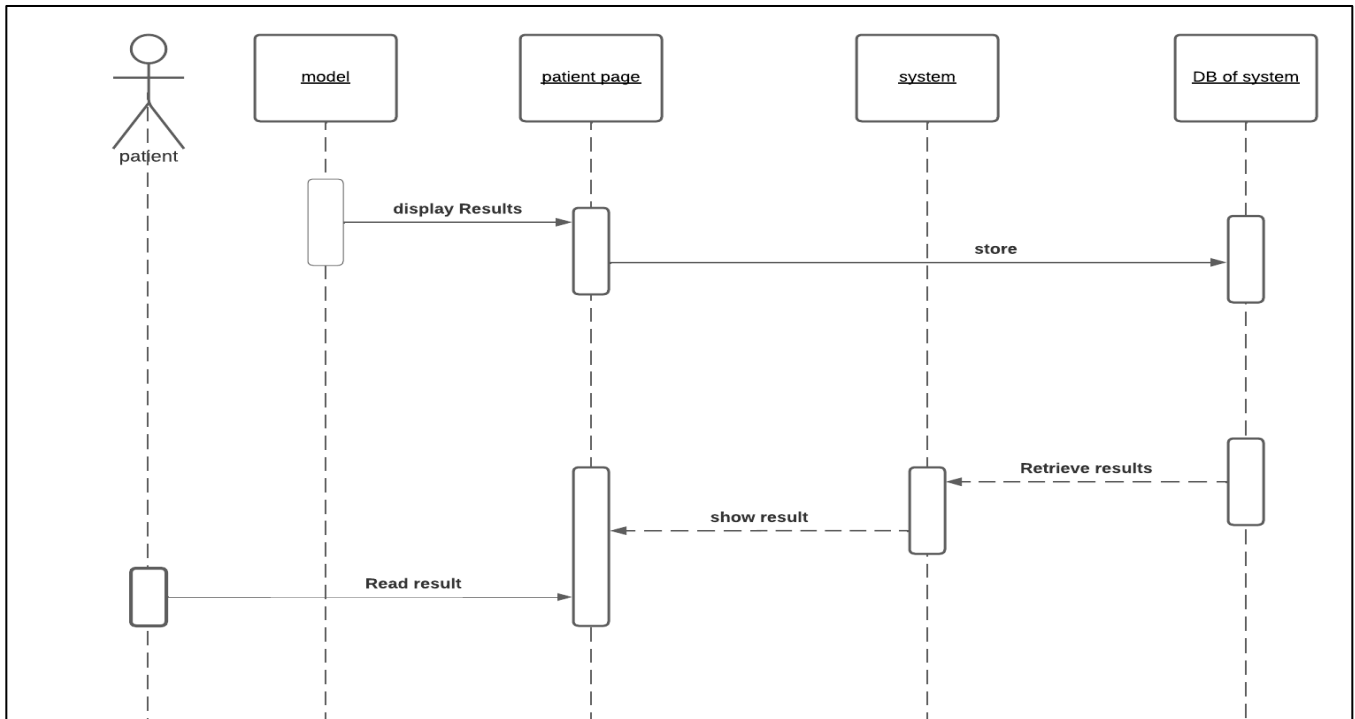 model
patient page
system
DB of system
patient
display Results
store
Retrieve results
show result
Read result